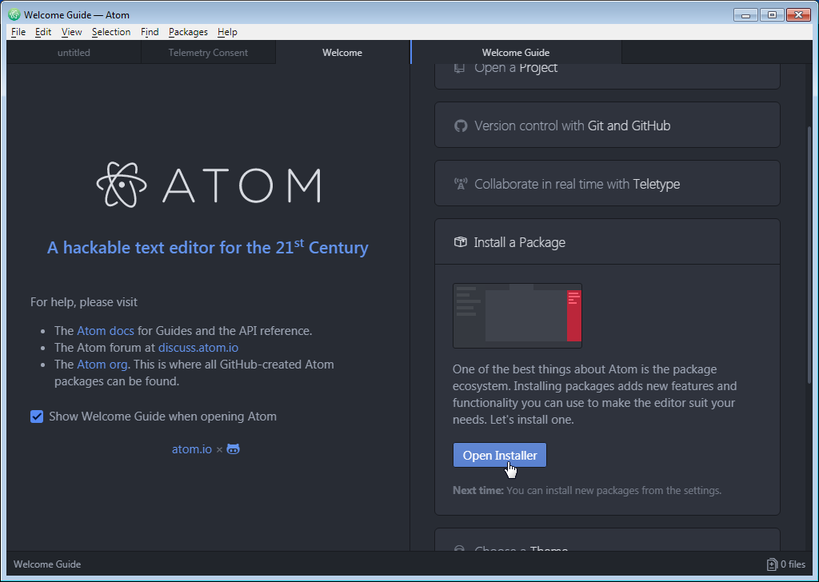 Welcome Guide — Atom
File Edit View Selection Find Packages Help
untitled
Telemetry Consent
Welcome
Welcome Guide
ATOM
A hackable text editor for the 21st Century
For help, please visit
• The Atom docs for Guides and the API reference.
• The Atom forum at discuss.atom.io
• The Atom org. This is where all GitHub-created Atom
packages can be found.
Show Welcome Guide when opening Atom
atom.io ×
Open a Project
Version control with Git and GitHub
Collaborate in real time with Teletype
Install a Package
One of the best things about Atom is the package
ecosystem. Installing packages adds new features and
functionality you can use to make the editor suit your
needs. Let's install one.
Open Installer
Next time: You can install new packages from the settings.
Choose a Theme
Welcome Guide
0 files